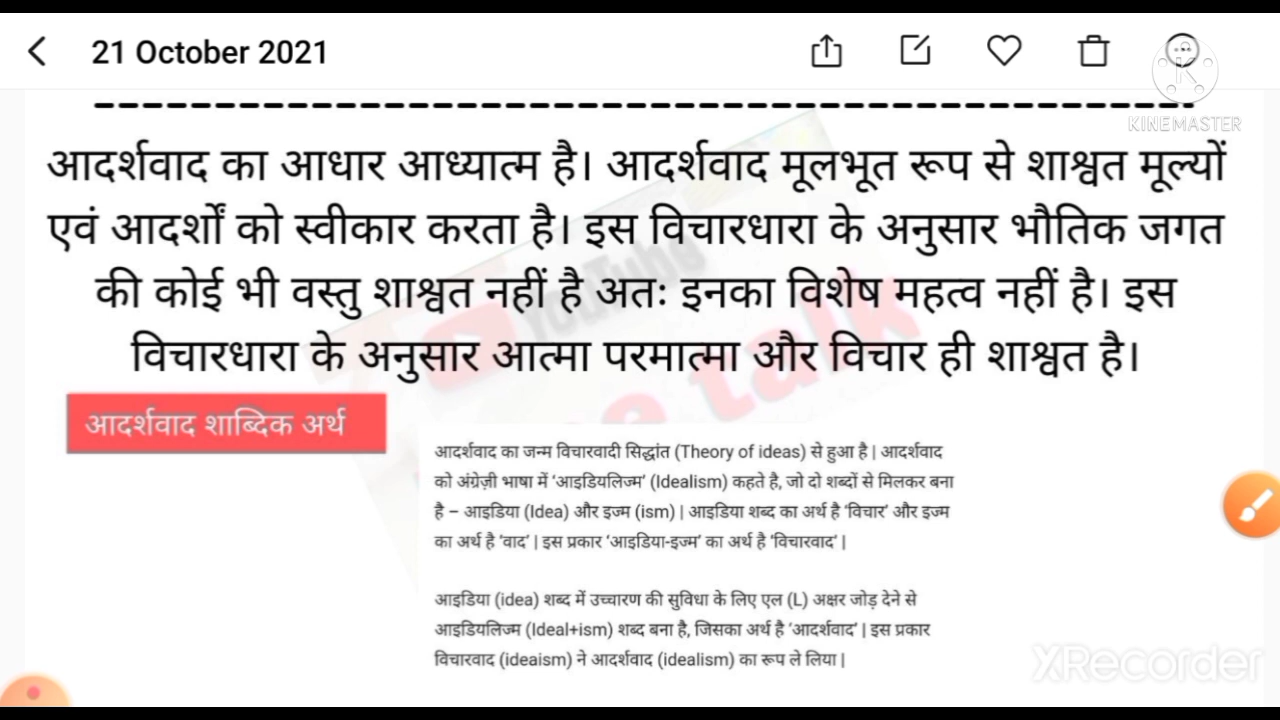 21 October 2021
KINEMASTER
आदर्शवाद का आधार आध्यात्म है। आदर्शवाद मूलभूत रूप से शाश्वत मूल्यों
एवं आदर्शों को स्वीकार करता है। इस विचारधारा के अनुसार भौतिक जगत
की कोई भी वस्तु शाश्वत नहीं है अतः इनका विशेष महत्व नहीं है। इस
विचारधारा के अनुसार आत्मा परमात्मा और विचार ही शाश्वत है।
YouTube
talk
आदर्शवाद शाब्दिक अर्थ
आदर्शवाद का जन्म विचारवादी सिद्धांत (Theory of ideas) से हुआ है | आदर्शवाद
को अंग्रेज़ी भाषा में ‘आइडियलिज्म’ (Idealism) कहते है, जो दो शब्दों से मिलकर बना
है – आइडिया (Idea) और इज्म (ism) | आइडिया शब्द का अर्थ है ‘विचार’ और इज्म
का अर्थ है ‘वाद’ | इस प्रकार ‘आइडिया-इज्म’ का अर्थ है ‘विचारवाद’ |
आइडिया (idea) शब्द में उच्चारण की सुविधा के लिए एल (L) अक्षर जोड़ देने से
आइडियलिज्म (Ideal+ism) शब्द बना है, जिसका अर्थ है ‘आदर्शवाद’ | इस प्रकार
विचारवाद (ideaism) ने आदर्शवाद (idealism) का रूप ले लिया |
XRecorder